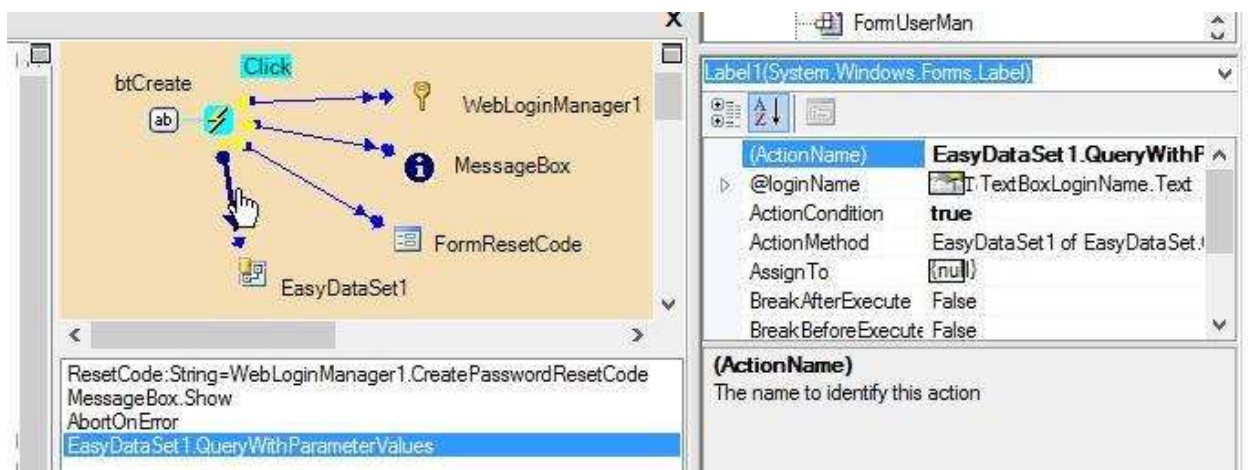 X
FormUserMan
Click
btCreate
ab
WebLoginManager1
MessageBox
FormResetCode
EasyDataSet1
ResetCode:String=WebLoginManager1.CreatePasswordResetCode
MessageBox.Show
AbortOnError
EasyDataSet1.QueryWithParameterValues
Label1(System.Windows.Forms.Label)
(ActionName) EasyDataSet1.QueryWithP
@loginName TextBoxLoginName.Text
ActionCondition true
ActionMethod EasyDataSet1 of EasyDataSet.
AssignTo {null}
BreakAfterExecute False
BreakBeforeExecute False
(ActionName)
The name to identify this action